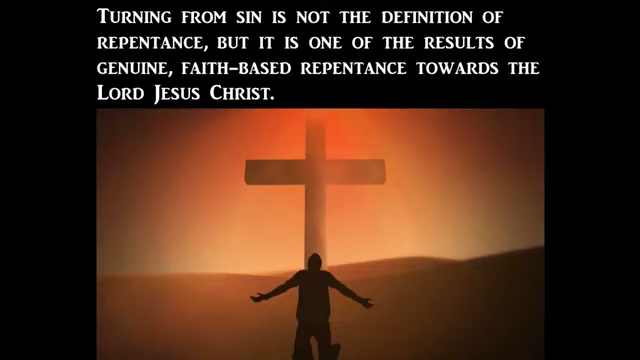 Turning from sin is not the definition of
repentance, but it is one of the results of
genuine, faith-based repentance towards the
Lord Jesus Christ.